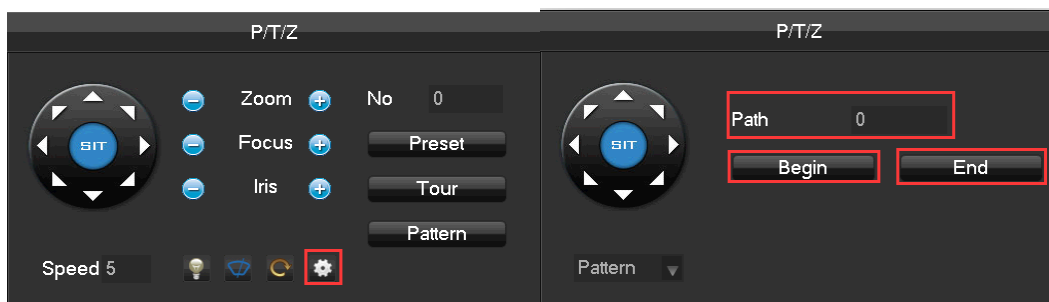 P/T/Z
Zoom
No 0
SIT
Focus
Preset
Iris
Tour
Pattern
Speed 5
P/T/Z
Path 0
SIT
Begin
End
Pattern